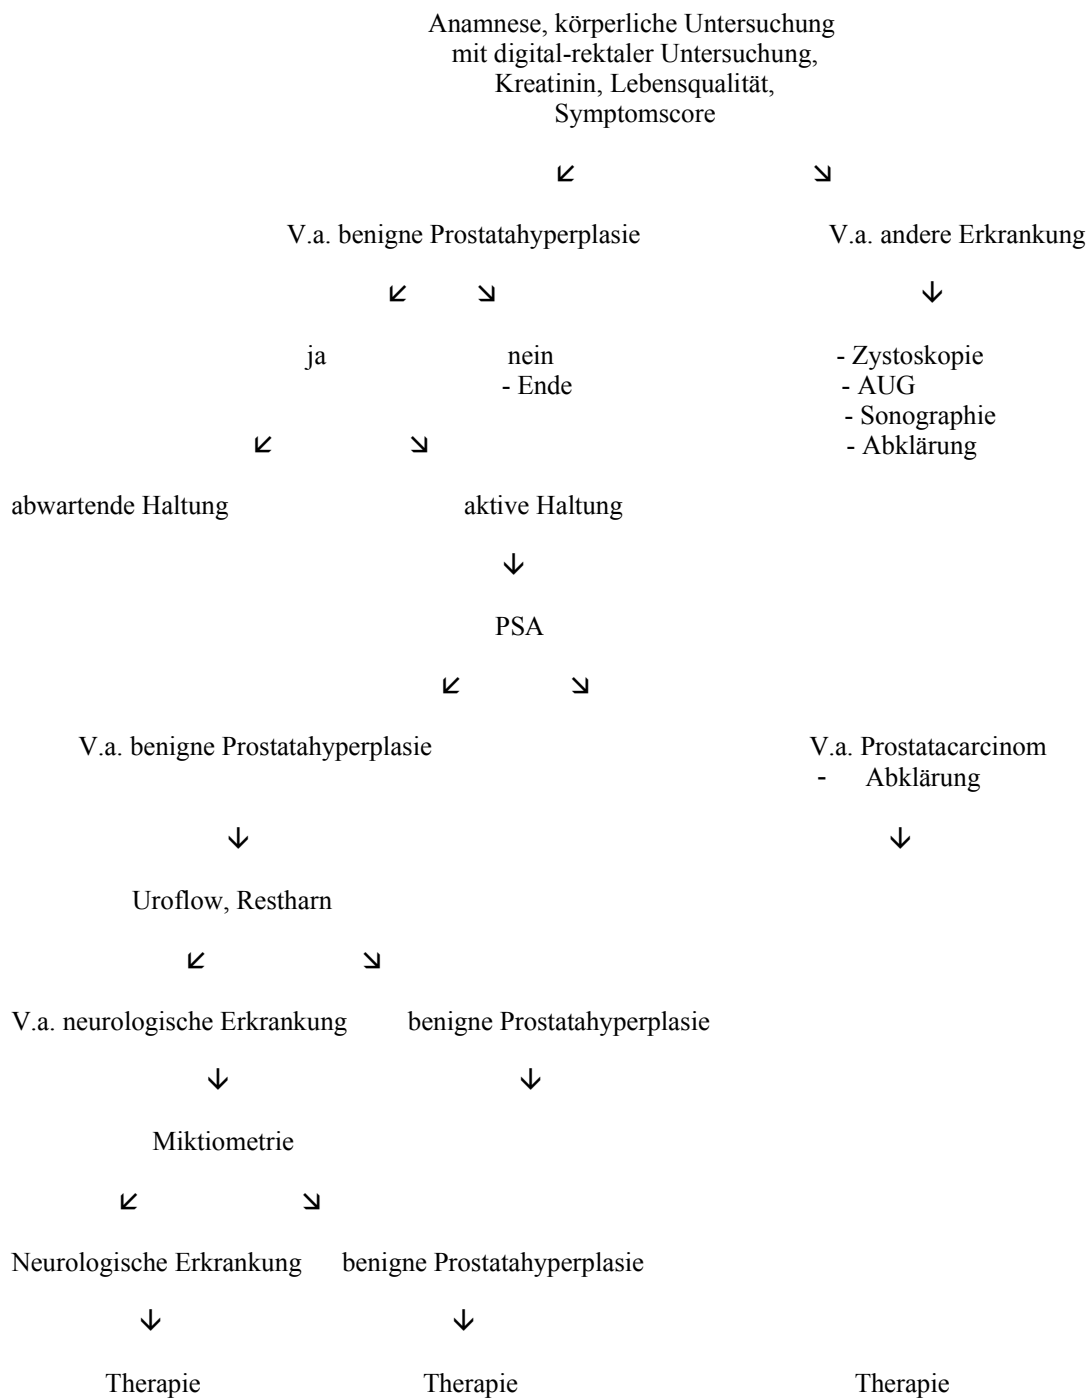 Anamnese, körperliche Untersuchung
mit digital-rektaler Untersuchung,
Kreatinin, Lebensqualität,
Symptomscore
V.a. benigne Prostatahyperplasie V.a. andere Erkrankung
ja nein - Zystoskopie
- Ende - AUG
- Sonographie
- Abklärung
abwartende Haltung aktive Haltung
PSA
V.a. benigne Prostatahyperplasie V.a. Prostatacarcinom
- Abklärung
Uroflow, Restharn
V.a. neurologische Erkrankung benigne Prostatahyperplasie
Miktiometrie
Neurologische Erkrankung benigne Prostatahyperplasie
Therapie Therapie Therapie